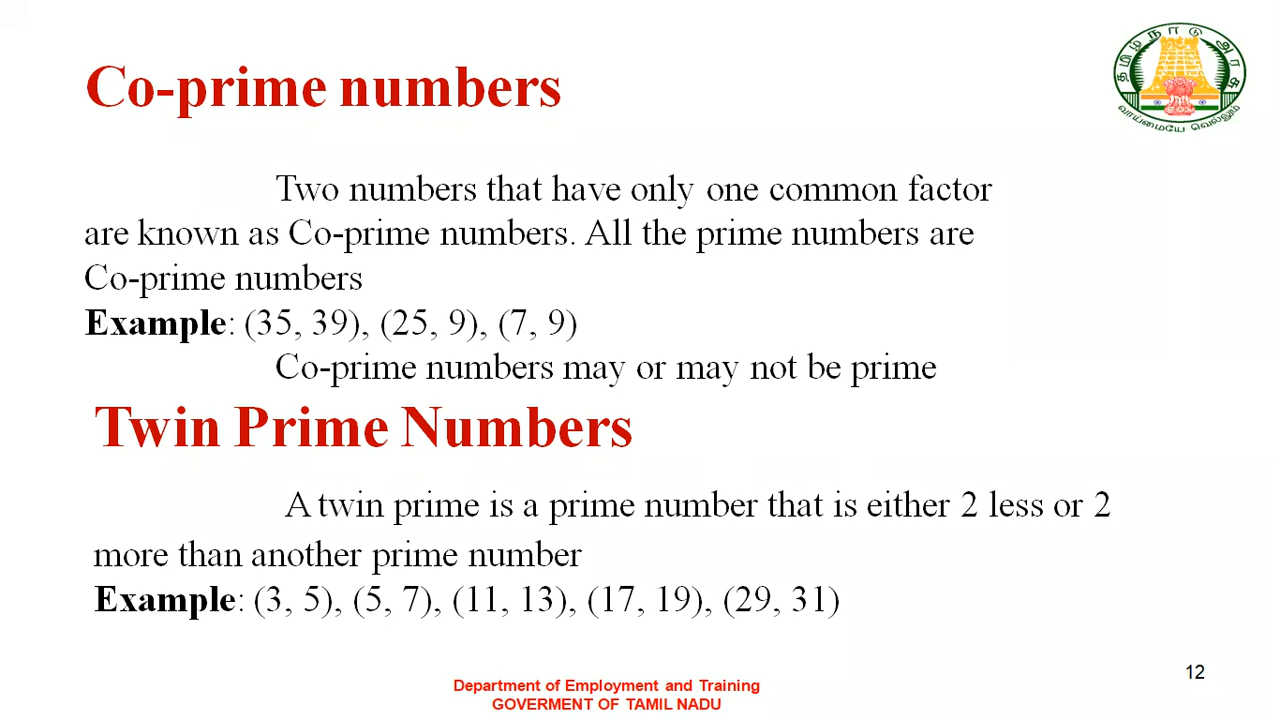 Co-prime numbers
தமிழ்நாடு அரசு
வாய்மையே வெல்லும்
Two numbers that have only one common factor
are known as Co-prime numbers. All the prime numbers are
Co-prime numbers
Example: (35, 39), (25, 9), (7, 9)
Co-prime numbers may or may not be prime
Twin Prime Numbers
A twin prime is a prime number that is either 2 less or 2
more than another prime number
Example: (3, 5), (5, 7), (11, 13), (17, 19), (29, 31)
12
Department of Employment and Training
GOVERMENT OF TAMIL NADU